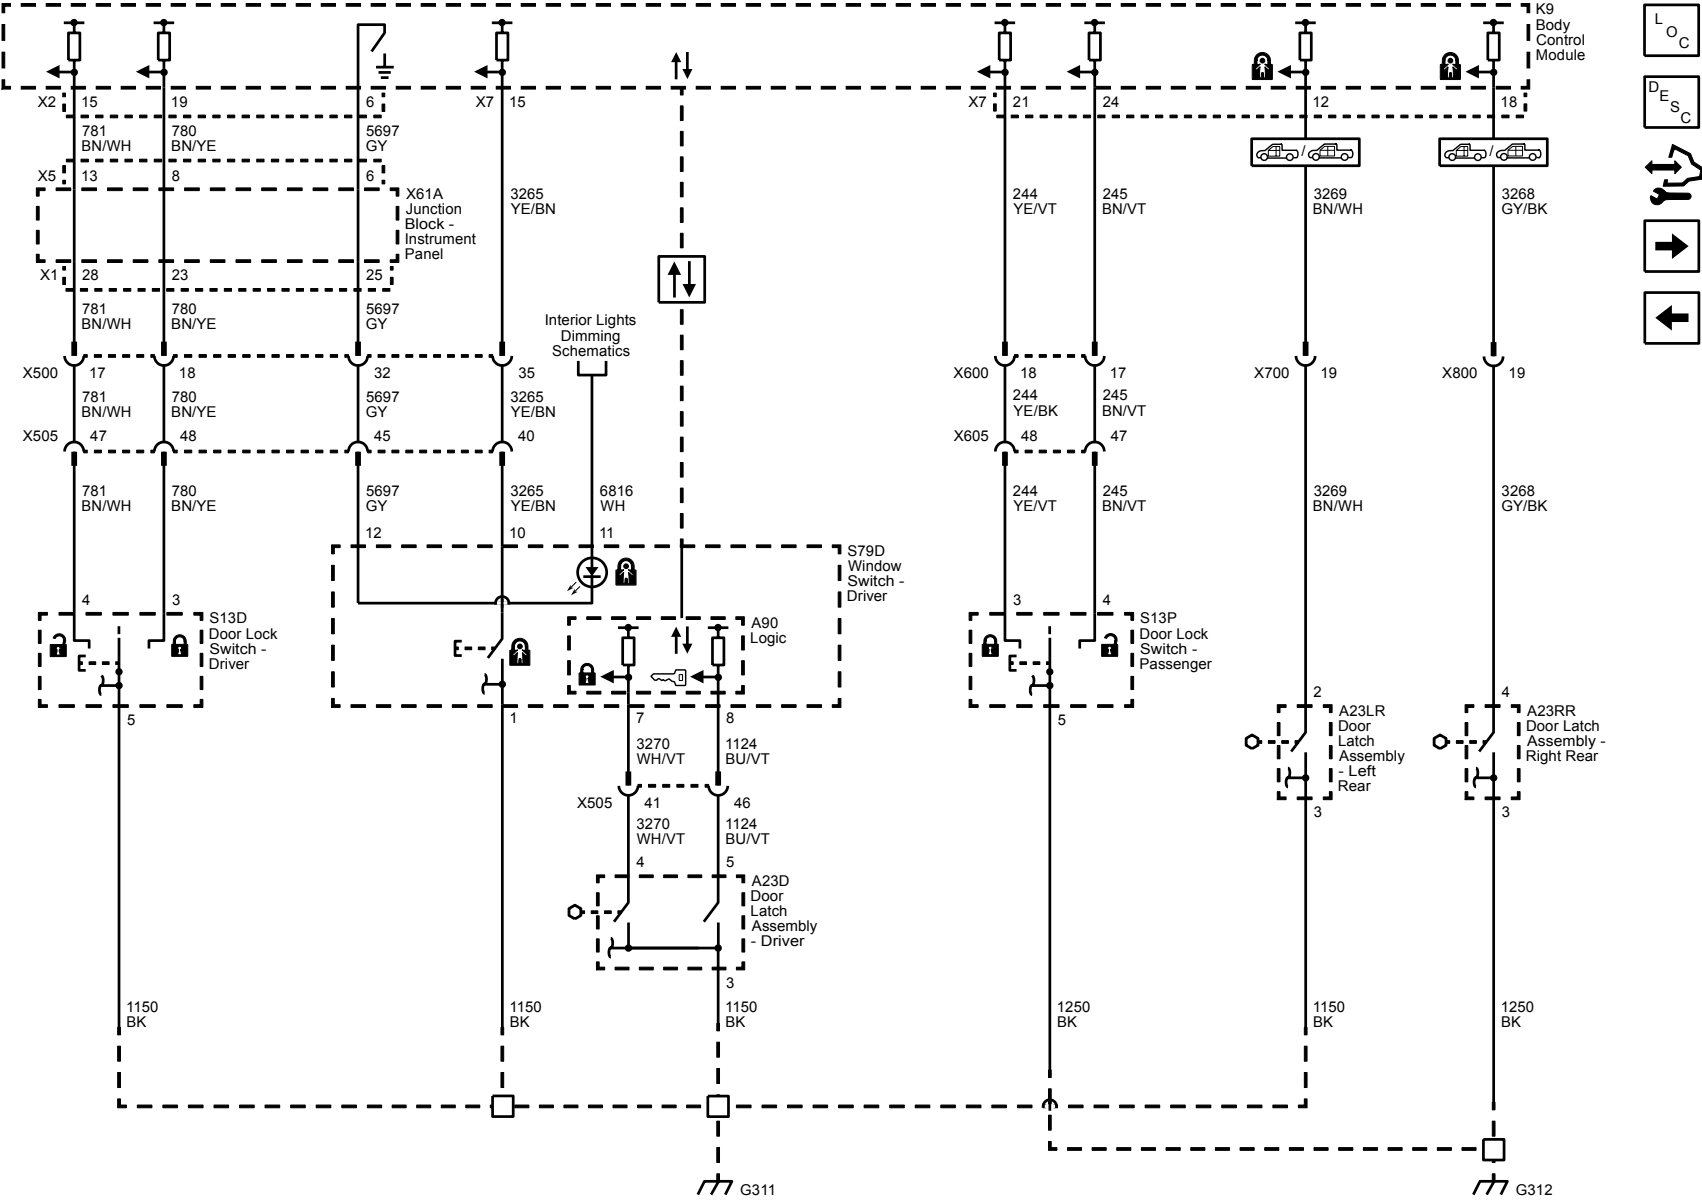 K9
Body
Control
Module
L
O
C
D
E
S
C
X2 15 19 6 X7 15 X7 21 24 12 18
781
BN/WH
780
BN/YE
5697
GY
X5 13 8 6
X61A
Junction
Block -
Instrument
Panel
3265
YE/BN
244
YE/VT
245
BN/VT
3269
BN/WH
3268
GY/BK
/
/
X1 28 23 25
781
BN/WH
780
BN/YE
5697
GY
Interior Lights
Dimming
Schematics
X500 17 18 32 35 X600 18 17 X700 19 X800 19
781
BN/WH
780
BN/YE
5697
GY
3265
YE/BN
244
YE/BK
245
BN/VT
X505 47 48 45 40 X605 48 47
781
BN/WH
780
BN/YE
5697
GY
3265
YE/BN
6816
WH
244
YE/VT
245
BN/VT
3269
BN/WH
3268
GY/BK
12 10 11
S79D
Window
Switch -
Driver
4 3
S13D
Door Lock
Switch -
Driver
A90
Logic
3 4
S13P
Door Lock
Switch -
Passenger
5 1 7 8 5
2
A23LR
Door
Latch
Assembly
- Left
Rear
3
4
A23RR
Door Latch
Assembly -
Right Rear
3
3270
WH/VT
1124
BU/VT
X505 41 46
3270
WH/VT
1124
BU/VT
4 5
A23D
Door
Latch
Assembly
- Driver
3
1150
BK
1150
BK
1150
BK
1250
BK
1150
BK
1250
BK
G311
G312